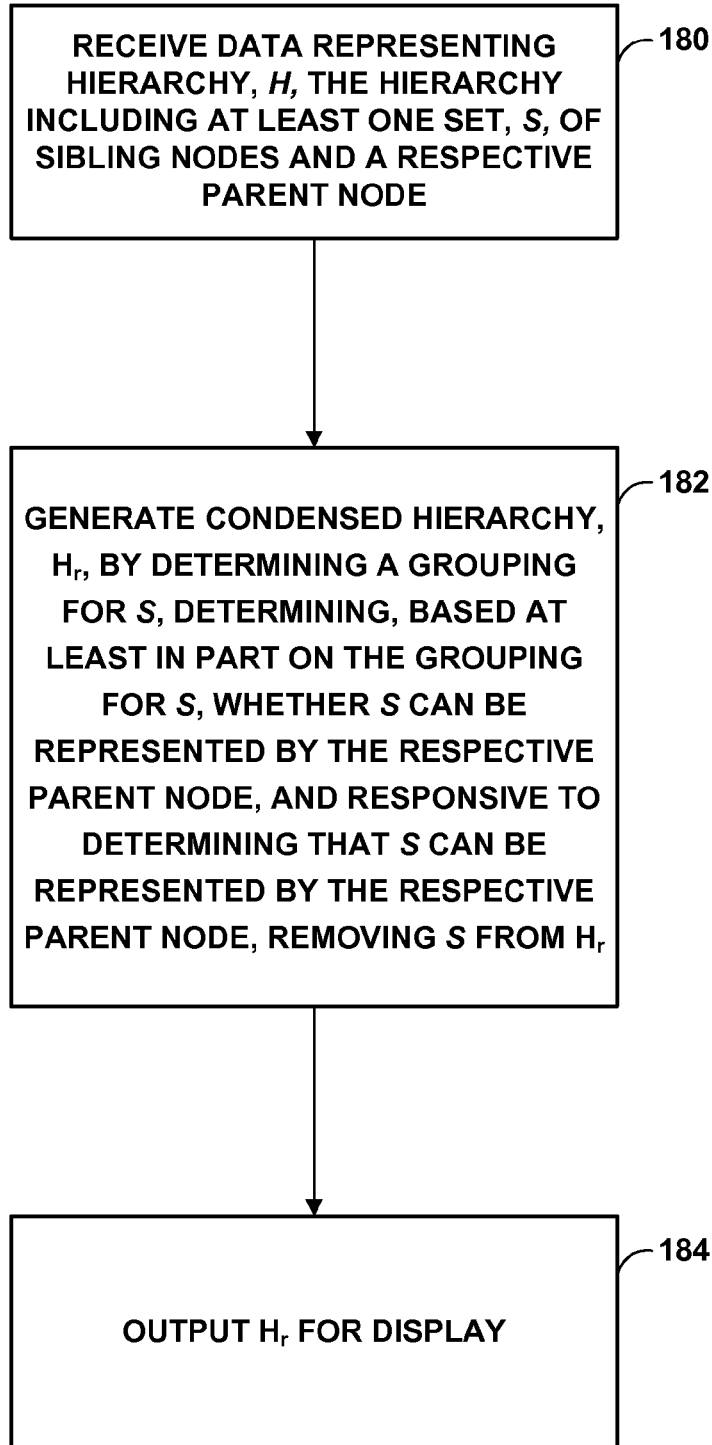 RECEIVE DATA REPRESENTING
HIERARCHY, H, THE HIERARCHY
INCLUDING AT LEAST ONE SET, S, OF
SIBLING NODES AND A RESPECTIVE
PARENT NODE
180
GENERATE CONDENSED HIERARCHY,
Hr, BY DETERMINING A GROUPING
FOR S, DETERMINING, BASED AT
LEAST IN PART ON THE GROUPING
FOR S, WHETHER S CAN BE
REPRESENTED BY THE RESPECTIVE
PARENT NODE, AND RESPONSIVE TO
DETERMINING THAT S CAN BE
REPRESENTED BY THE RESPECTIVE
PARENT NODE, REMOVING S FROM Hr
182
OUTPUT Hr FOR DISPLAY
184